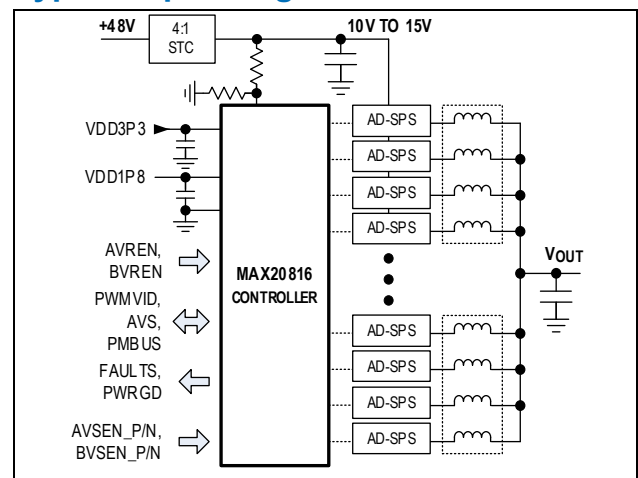 +48V
4:1
STC
10V TO 15V
VDD3P3
VDD1P8
AVREN,
BVREN
PWMVID,
AVS,
PMBUS
FAULTS,
PWRGD
AVSEN_P/N,
BVSEN_P/N
MAX20816
CONTROLLER
AD-SPS
AD-SPS
AD-SPS
AD-SPS
AD-SPS
AD-SPS
AD-SPS
AD-SPS
VOUT